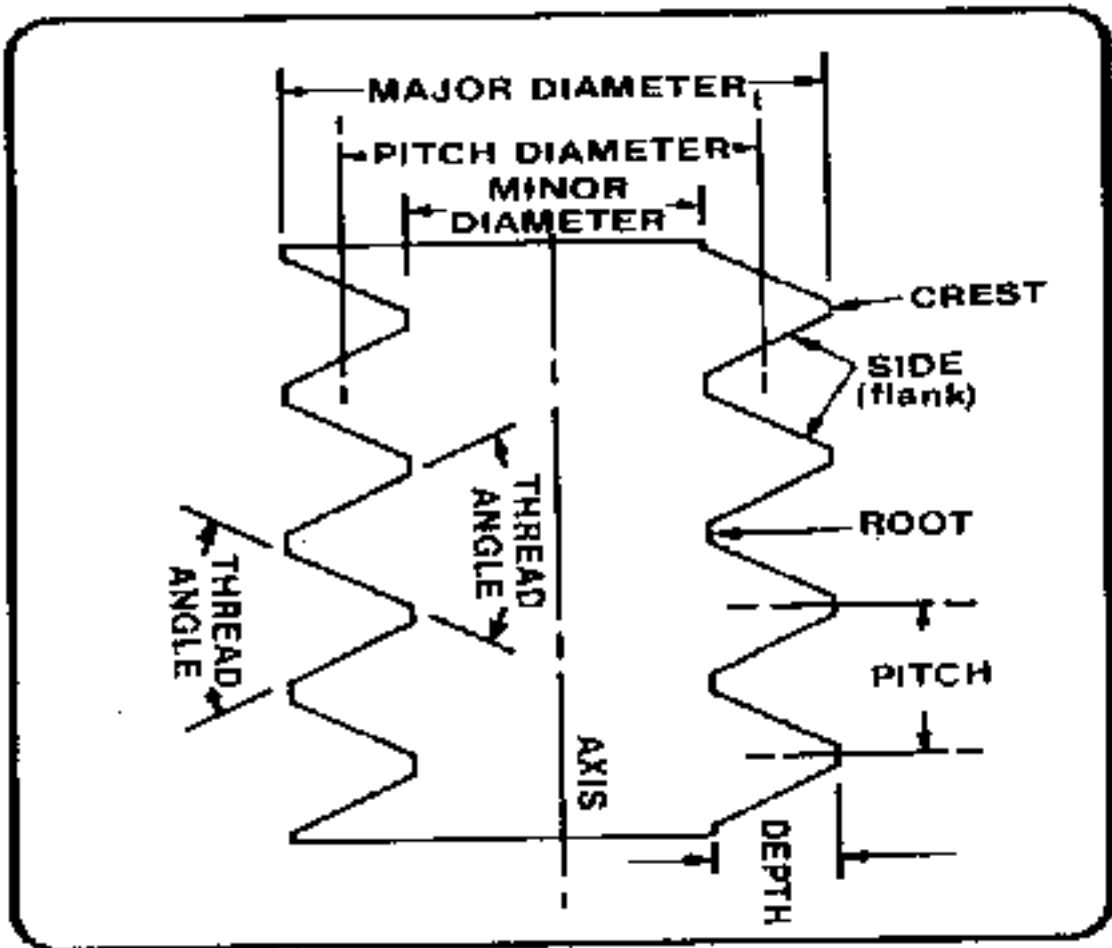 MAJOR DIAMETER
PITCH DIAMETER
MINOR
DIAMETER
CREST
SIDE
(flank)
THREAD
ANGLE
ROOT
THREAD
ANGLE
PITCH
AXIS
DEPTH